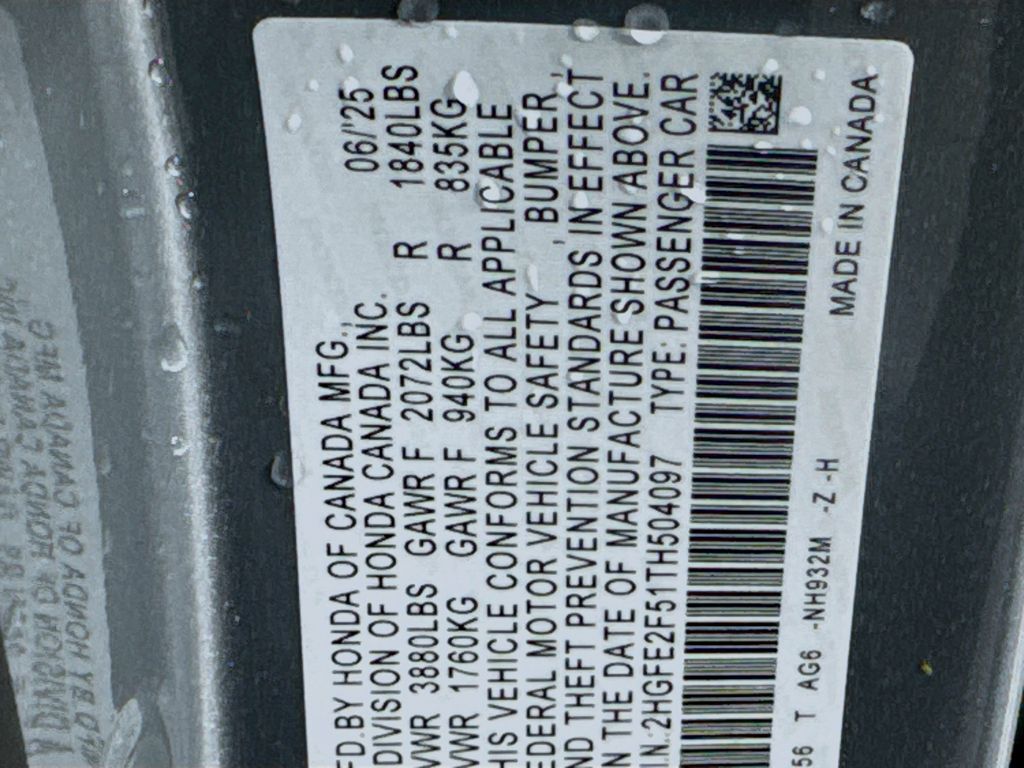 FD.BY HONDA OF CANADA MFG., 06/'25
DIVISION OF HONDA CANADA INC.
VWR 3880LBS GAWR F 2072LBS R 1840LBS
VWR 1760KG GAWR F 940KG R 835KG
HIS VEHICLE CONFORMS TO ALL APPLICABLE
EDERAL MOTOR VEHICLE SAFETY , BUMPER,
ND THEFT PREVENTION STANDARDS IN EFFECT
N THE DATE OF MANUFACTURE SHOWN ABOVE.
I.N.:2HGFE2F51TH504097 TYPE: PASSENGER CAR
56 T AG6 -NH932M -Z -H MADE IN CANADA